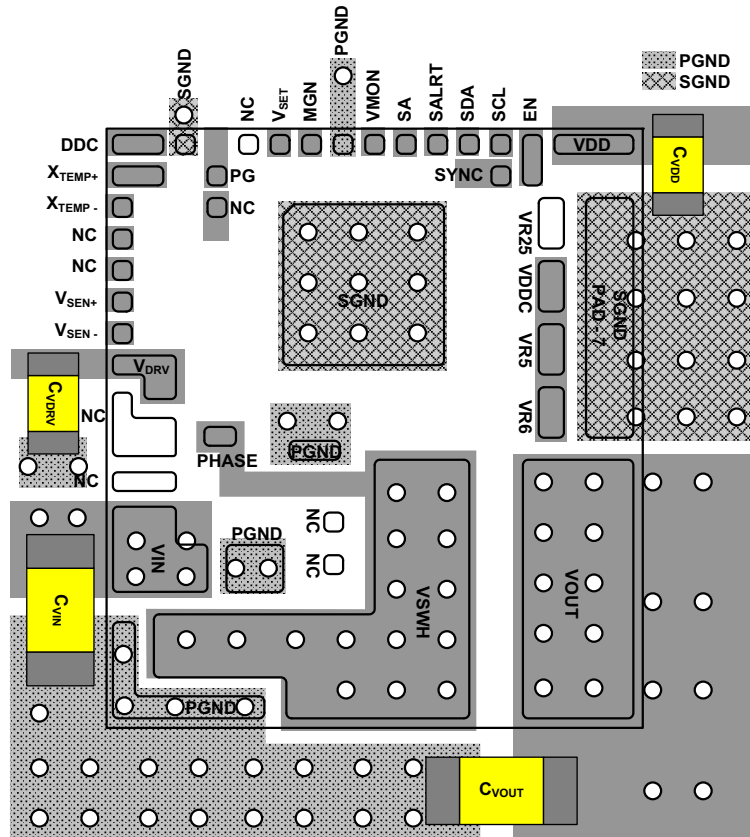 PGND
SGND
SGND
NC
VSET
MGN
PGND
VMON
SA
SALRT
SDA
SCL
EN
DDC
VDD
CVDD
XTEMP+
PG
SYNC
XTEMP -
NC
NC
NC
VSEN+
VSEN -
SGND
VR25
VDDC
VR5
VR6
SGND
PAD - 7
VDRV
CVDRV
NC
PHASE
PGND
NC
VIN
PGND
NC
NC
VSWH
VOUT
CVIN
PGND
CVOUT